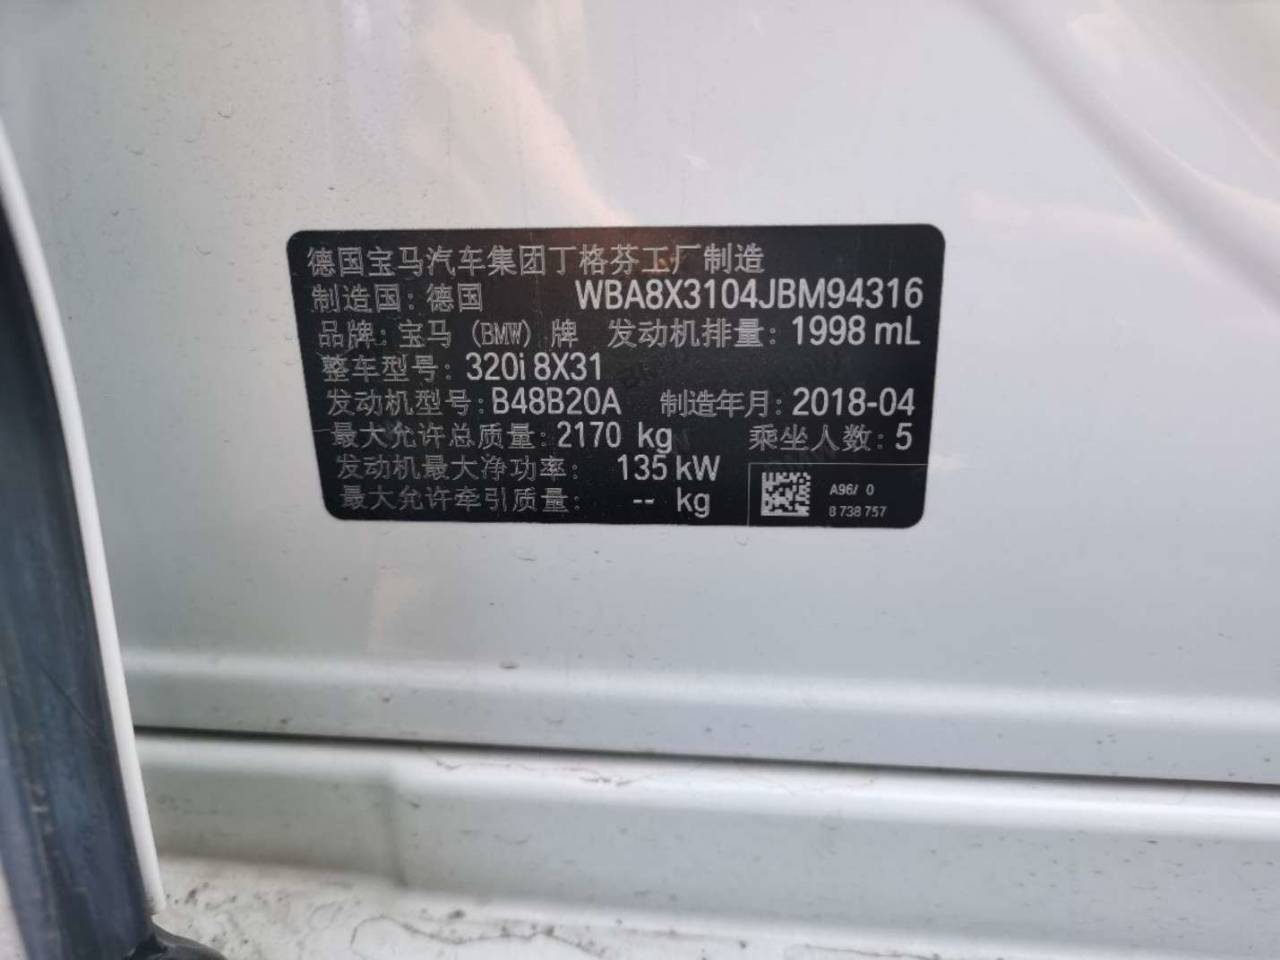 德国宝马汽车集团丁格芬工厂制造
制造国：德国 WBA8X3104JBM94316
品牌：宝马（BMW）牌 发动机排量：1998 mL
整车型号：320i 8X31
发动机型号：B48B20A 制造年月：2018-04
最大允许总质量：2170 kg 乘坐人数：5
发动机最大净功率： 135 kW
最大允许牵引质量： -- kg
A96/ 0
8 738 757